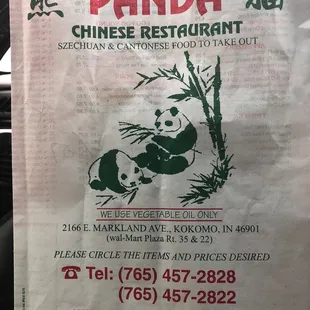 熊 PANDA 貓
CHINESE RESTAURANT
SZECHUAN & CANTONESE FOOD TO TAKE OUT
WE USE VEGETABLE OIL ONLY
2166 E. MARKLAND AVE., KOKOMO, IN 46901
(wal-Mart Plaza Rt. 35 & 22)
PLEASE CIRCLE THE ITEMS AND PRICES DESIRED
☎ Tel: (765) 457-2828
(765) 457-2822